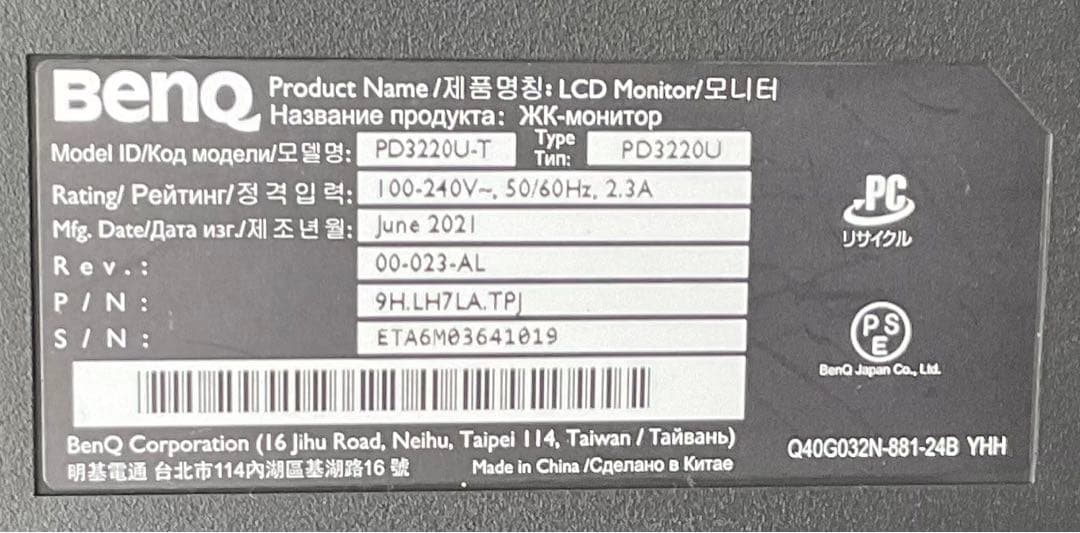 BenQ
Product Name/제품명칭: LCD Monitor/모니터
Название продукта: ЖК-монитор
Model ID/Код модели/모델명: PD3220U-T Type Тип: PD3220U
Rating/ Рейтинг/정 격 입 력: 100-240V~, 50/60Hz, 2.3A
Mfg. Date/Дата изг./제 조 년 월: June 2021
Rev.: 00-023-AL
P/N: 9H.LH7LA.TPJ
S/N: ETA6M03641019
PC
リサイクル
PSE
BenQ Japan Co., Ltd.
BenQ Corporation (16 Jihu Road, Neihu, Taipei 114, Taiwan / Тайвань)
明基電通 台北市114內湖區基湖路16 號 Made in China /Сделано в Китае
Q40G032N-881-24B YHH